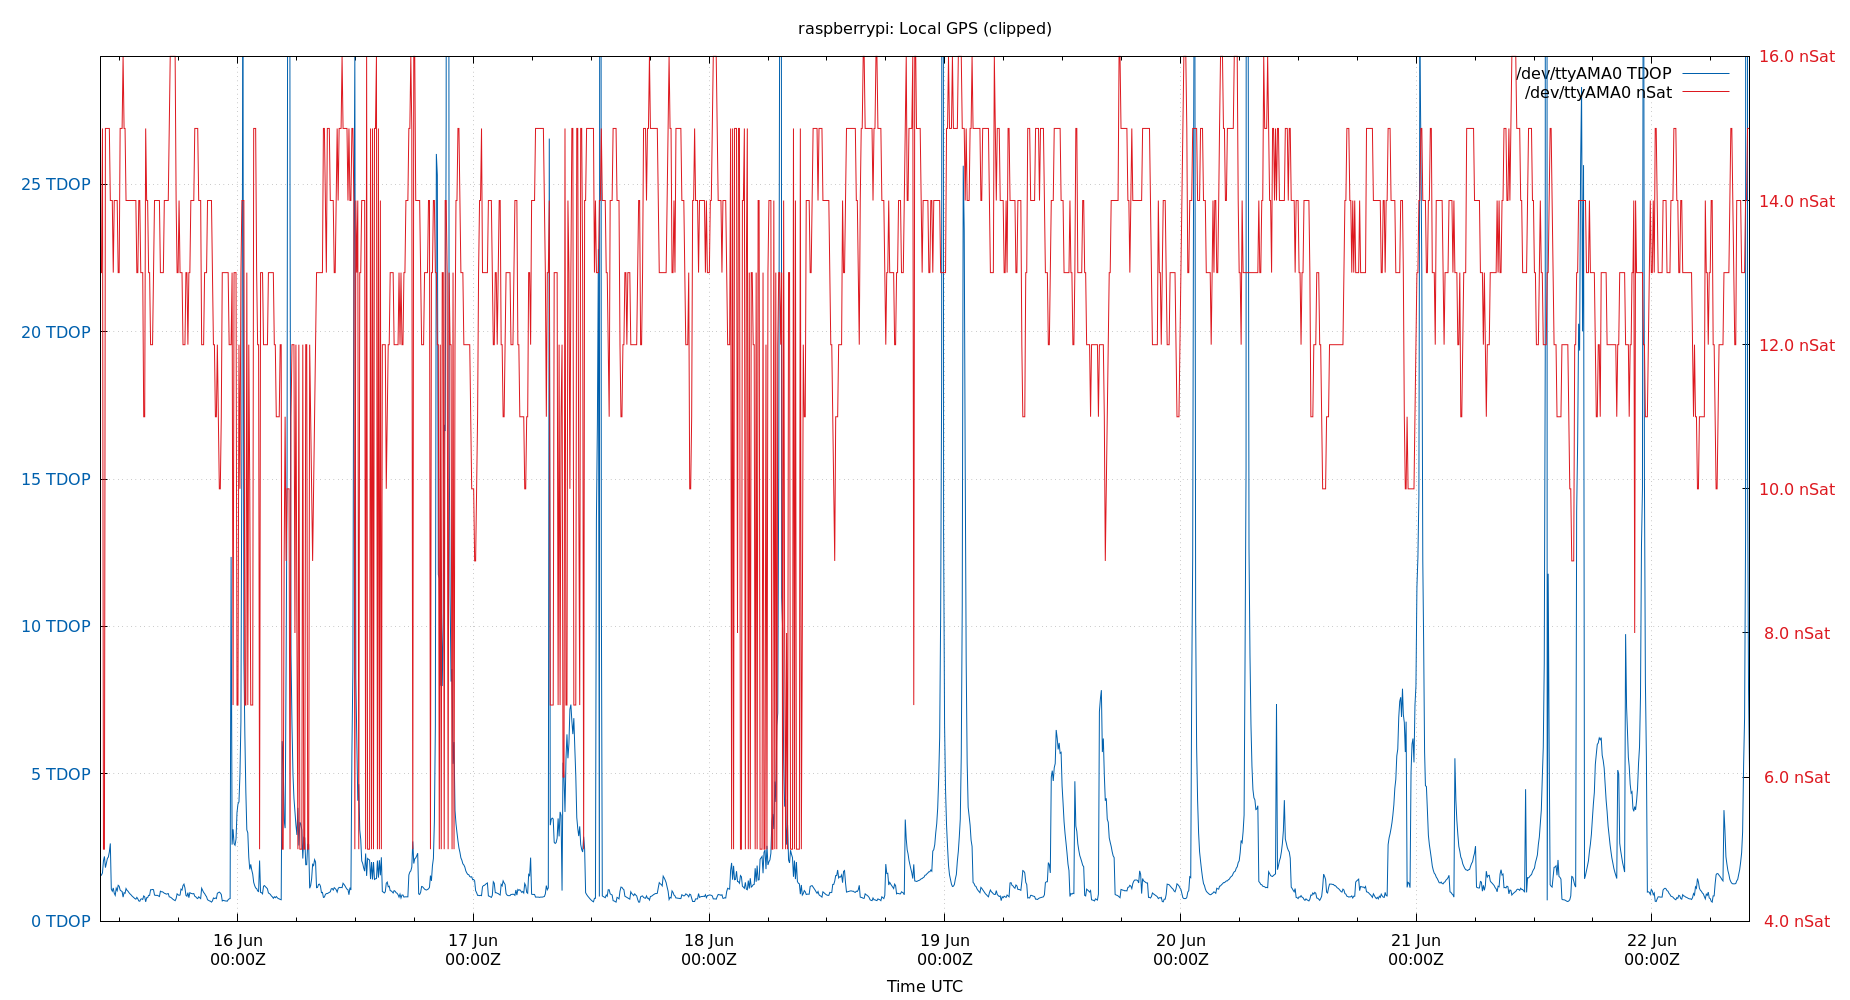 raspberrypi: Local GPS (clipped)
16.0 nSat
/dev/ttyAMA0 TDOP
/dev/ttyAMA0 nSat
25 TDOP
14.0 nSat
20 TDOP
12.0 nSat
15 TDOP
10.0 nSat
10 TDOP
8.0 nSat
5 TDOP
6.0 nSat
0 TDOP
4.0 nSat
16 Jun
00:00Z
17 Jun
00:00Z
18 Jun
00:00Z
19 Jun
00:00Z
20 Jun
00:00Z
21 Jun
00:00Z
22 Jun
00:00Z
Time UTC